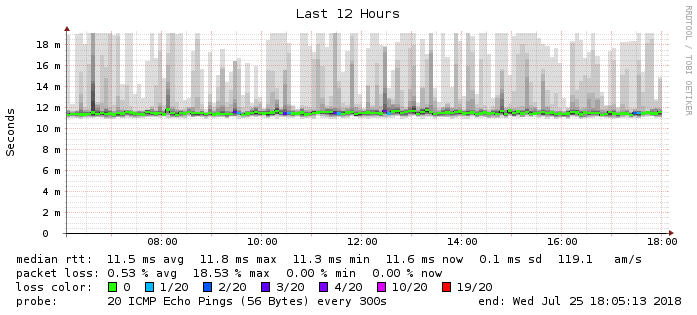 Last 12 Hours
RRDTOOL / TOBI OETIKER
Seconds
18 m
16 m
14 m
12 m
10 m
8 m
6 m
4 m
2 m
0
08:00 10:00 12:00 14:00 16:00 18:00
median rtt: 11.5 ms avg 11.8 ms max 11.3 ms min 11.6 ms now 0.1 ms sd 119.1 am/s
packet loss: 0.53 % avg 18.53 % max 0.00 % min 0.00 % now
loss color: 0 1/20 2/20 3/20 4/20 10/20 19/20
probe: 20 ICMP Echo Pings (56 Bytes) every 300s end: Wed Jul 25 18:05:13 2018